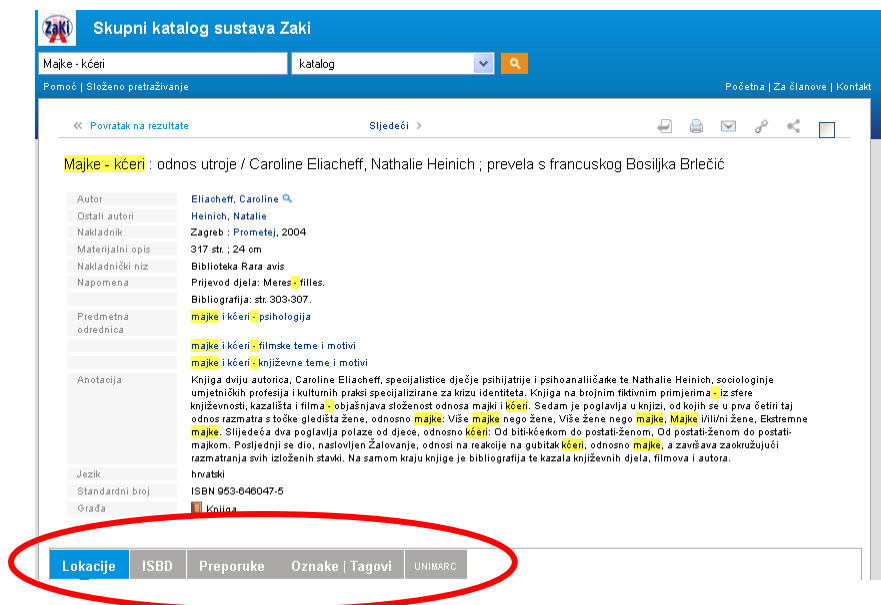 ZaKi Skupni katalog sustava Zaki
Majke - kćeri katalog
Pomoć | Složeno pretraživanje Početna | Za članove | Kontakt
Povratak na rezultate Sljedeći
Majke - kćeri : odnos utroje / Caroline Eliacheff, Nathalie Heinich ; prevela s francuskog Bosiljka Brlečić
Autor Eliacheff, Caroline
Ostali autori Heinich, Natalie
Nakladnik Zagreb : Prometej, 2004
Materijalni opis 317 str. ; 24 cm
Nakladnički niz Biblioteka Rara avis
Napomena Prijevod djela: Meres - filles.
Bibliografija: str. 303-307.
Predmetna majke i kćeri - psihologija
odrednica
majke i kćeri - filmske teme i motivi
majke i kćeri - književne teme i motivi
Anotacija Knjiga dviju autorica, Caroline Eliacheff, specijalistice dječje psihijatrije i psihoanaliičarke te Nathalie Heinich, sociologinje
umjetničkih profesija i kulturnih praksi specijalizirane za krizu identiteta. Knjiga na brojnim fiktivnim primjerima - iz sfere
književnosti, kazališta i filma - objašnjava složenost odnosa majki i kćeri. Sedam je poglavlja u knjizi, od kojih se u prva četiri taj
odnos razmatra s točke gledišta žene, odnosno majke: Više majke nego žene, Više žene nego majke, Majke i/ili/ni žene, Ekstremne
majke. Slijedeća dva poglavlja polaze od djece, odnosno kćeri: Od biti-kćerkom do postati-ženom, Od postati-ženom do postati-
majkom. Posljednji se dio, naslovljen Žalovanje, odnosi na reakcije na gubitak kćeri, odnosno majke, a završava zaokružujući
razmatranja svih izloženih stavki. Na samom kraju knjige je bibliografija te kazala književnih djela, filmova i autora.
Jezik hrvatski
Standardni broj ISBN 953-646047-5
Građa Knjiga
Lokacije ISBD Preporuke Oznake | Tagovi UNIMARC